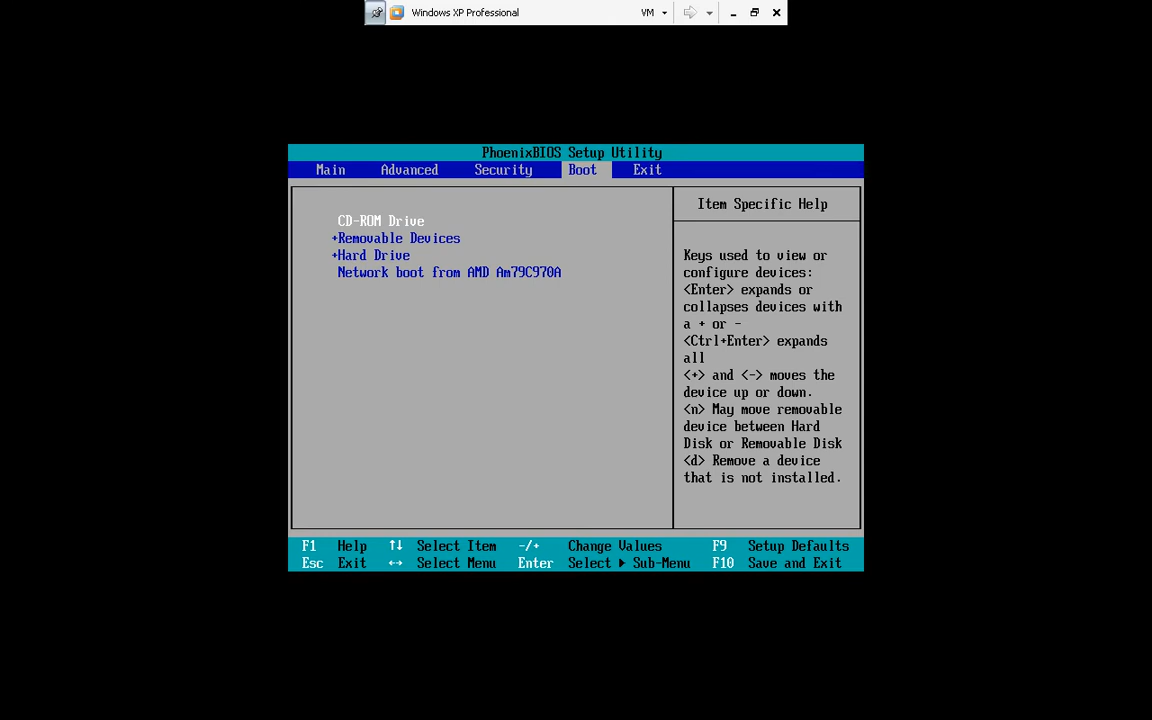 Windows XP Professional VM
PhoenixBIOS Setup Utility
Main Advanced Security Boot Exit
CD-ROM Drive
+Removable Devices
+Hard Drive
Network boot from AMD Am79C970A
Item Specific Help
Keys used to view or
configure devices:
<Enter> expands or
collapses devices with
a + or -
<Ctrl+Enter> expands
all
<+> and <-> moves the
device up or down.
<n> May move removable
device between Hard
Disk or Removable Disk
<d> Remove a device
that is not installed.
F1 Help ↑↓ Select Item -/+ Change Values F9 Setup Defaults
Esc Exit ↔ Select Menu Enter Select ▶ Sub-Menu F10 Save and Exit